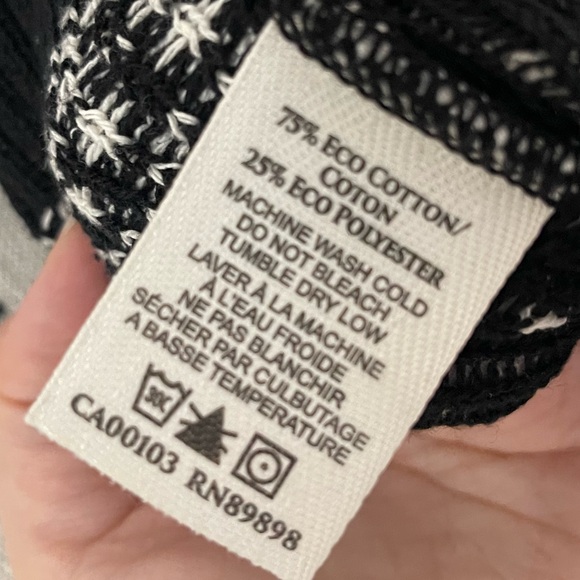 75% ECO COTTON/
COTON
25% ECO POLYESTER
MACHINE WASH COLD
DO NOT BLEACH
TUMBLE DRY LOW
LAVER À LA MACHINE
À L'EAU FROIDE
NE PAS BLANCHIR
SÉCHER PAR CULBUTAGE
A BASSE TEMPERATURE
30C
CA00103 RN89898